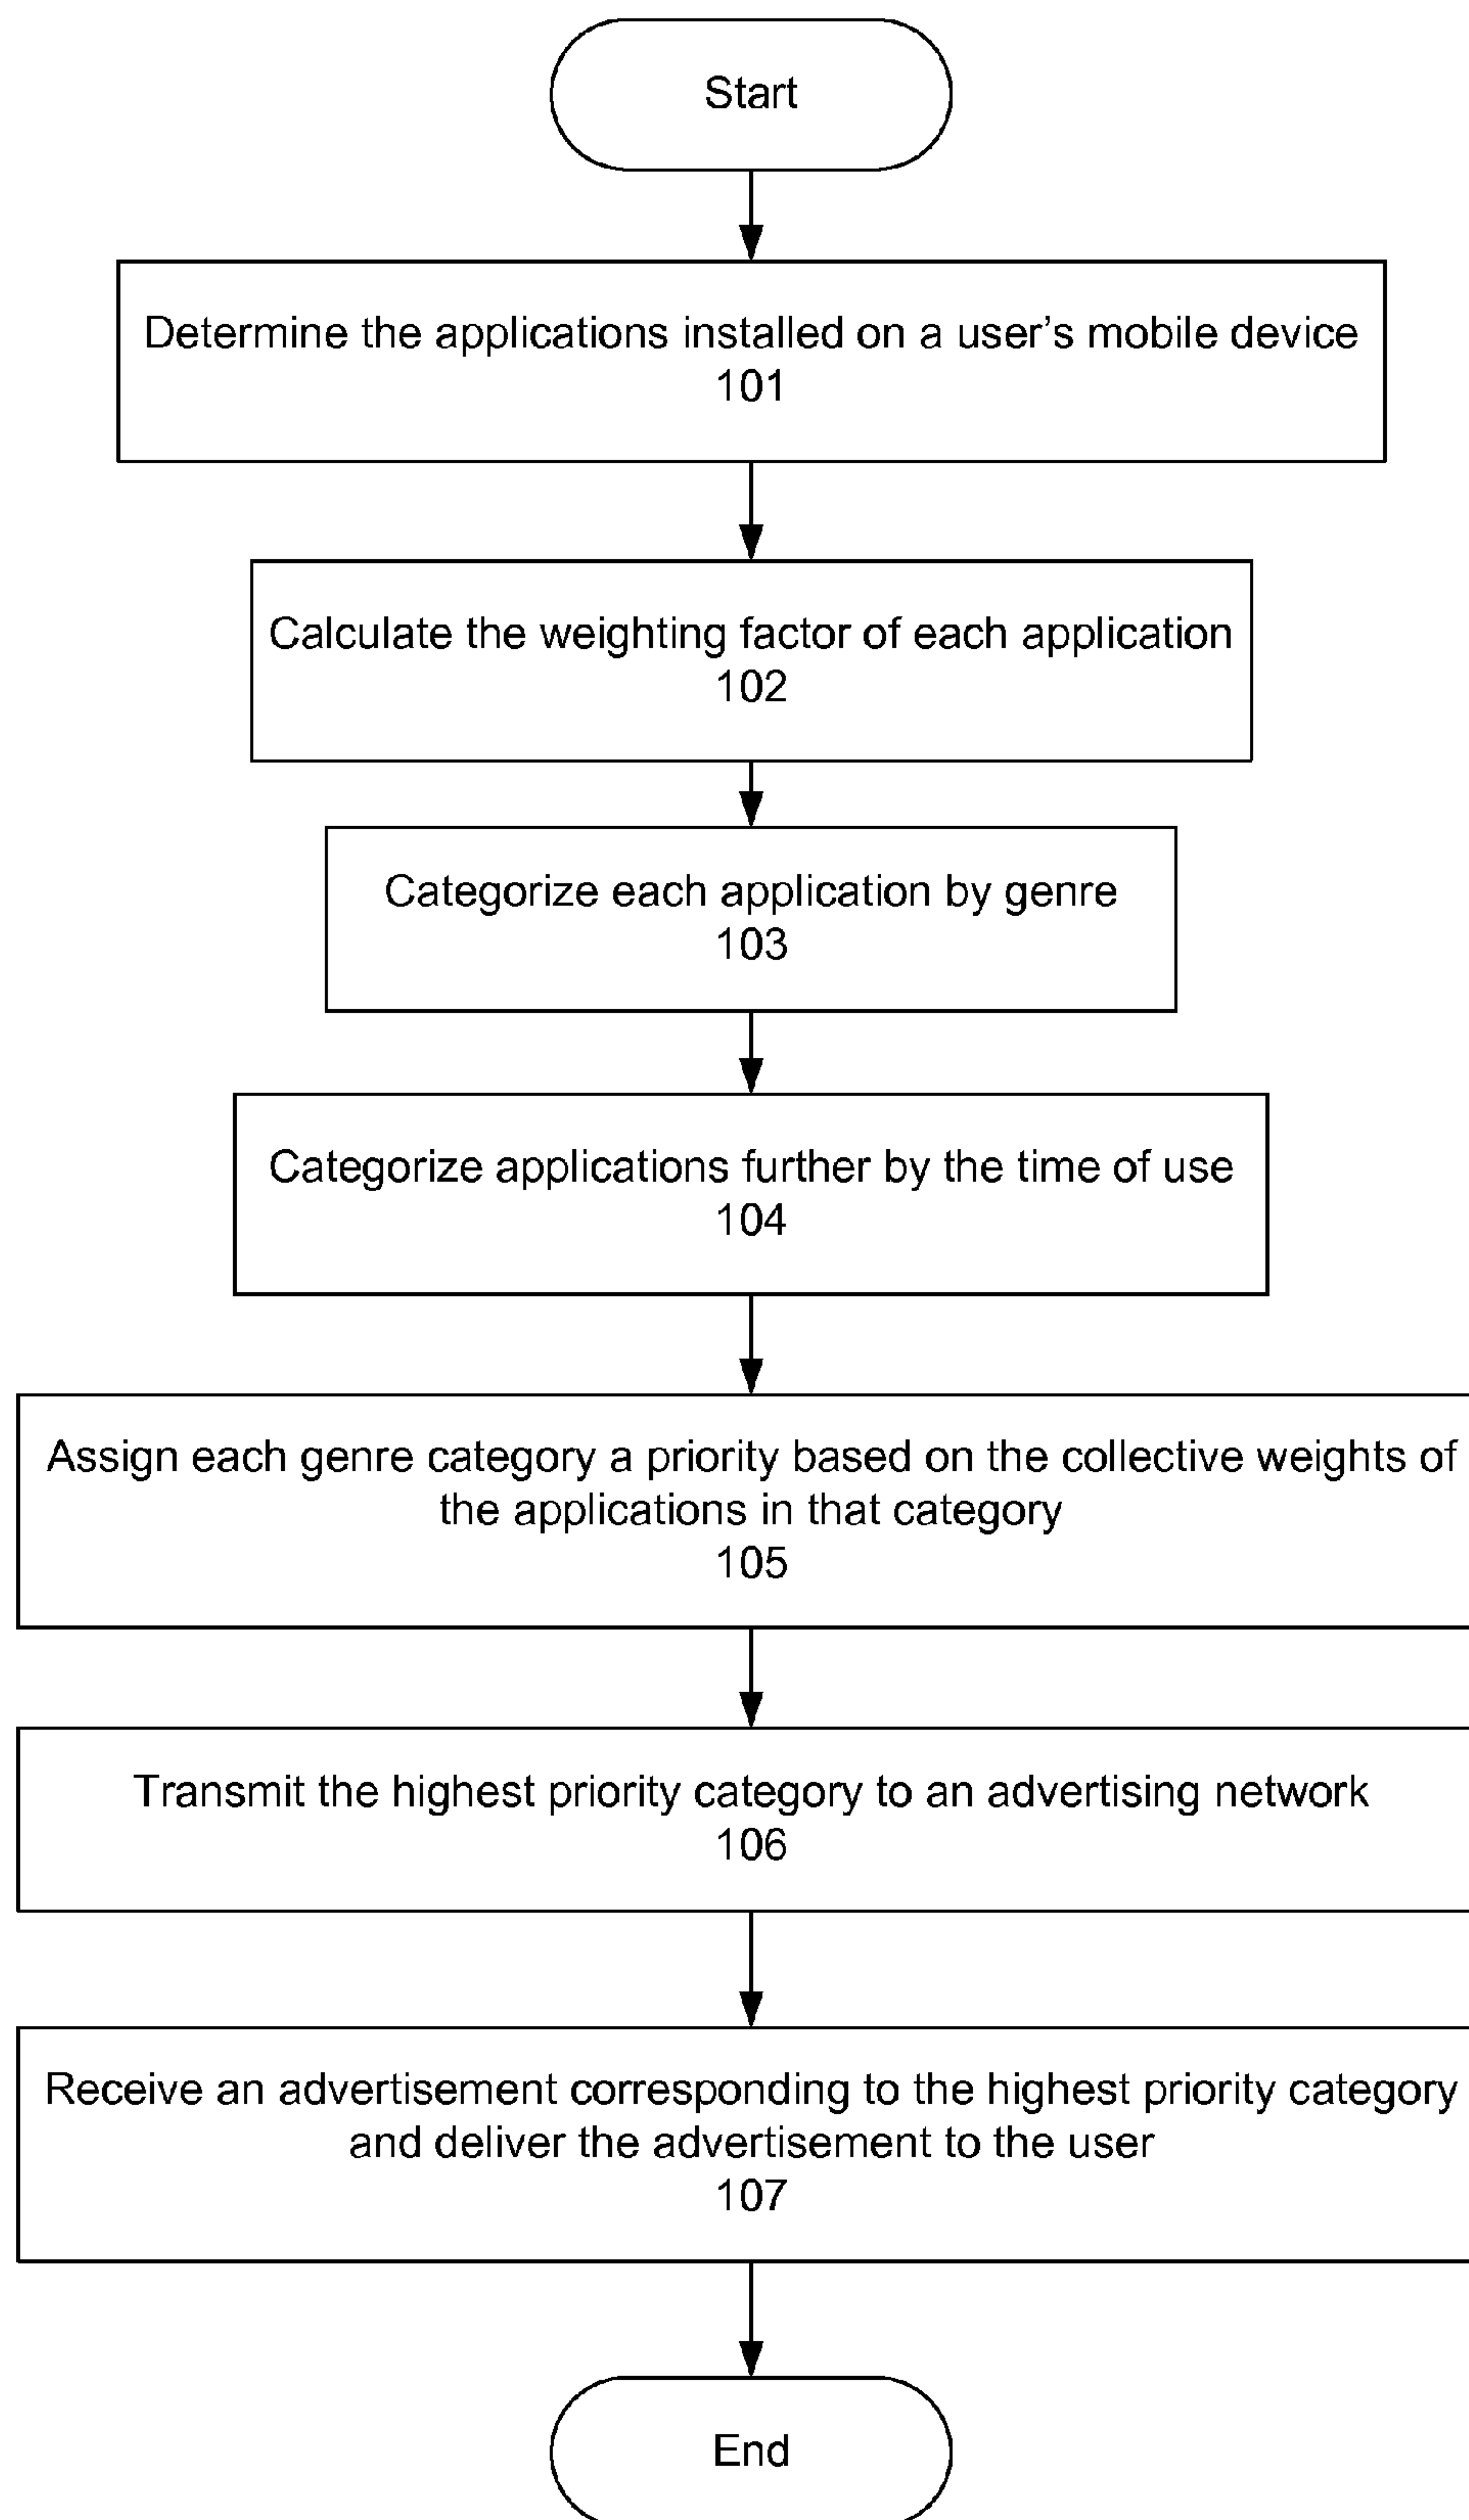 Start
Determine the applications installed on a user's mobile device
101
Calculate the weighting factor of each application
102
Categorize each application by genre
103
Categorize applications further by the time of use
104
Assign each genre category a priority based on the collective weights of
the applications in that category
105
Transmit the highest priority category to an advertising network
106
Receive an advertisement corresponding to the highest priority category
and deliver the advertisement to the user
107
End